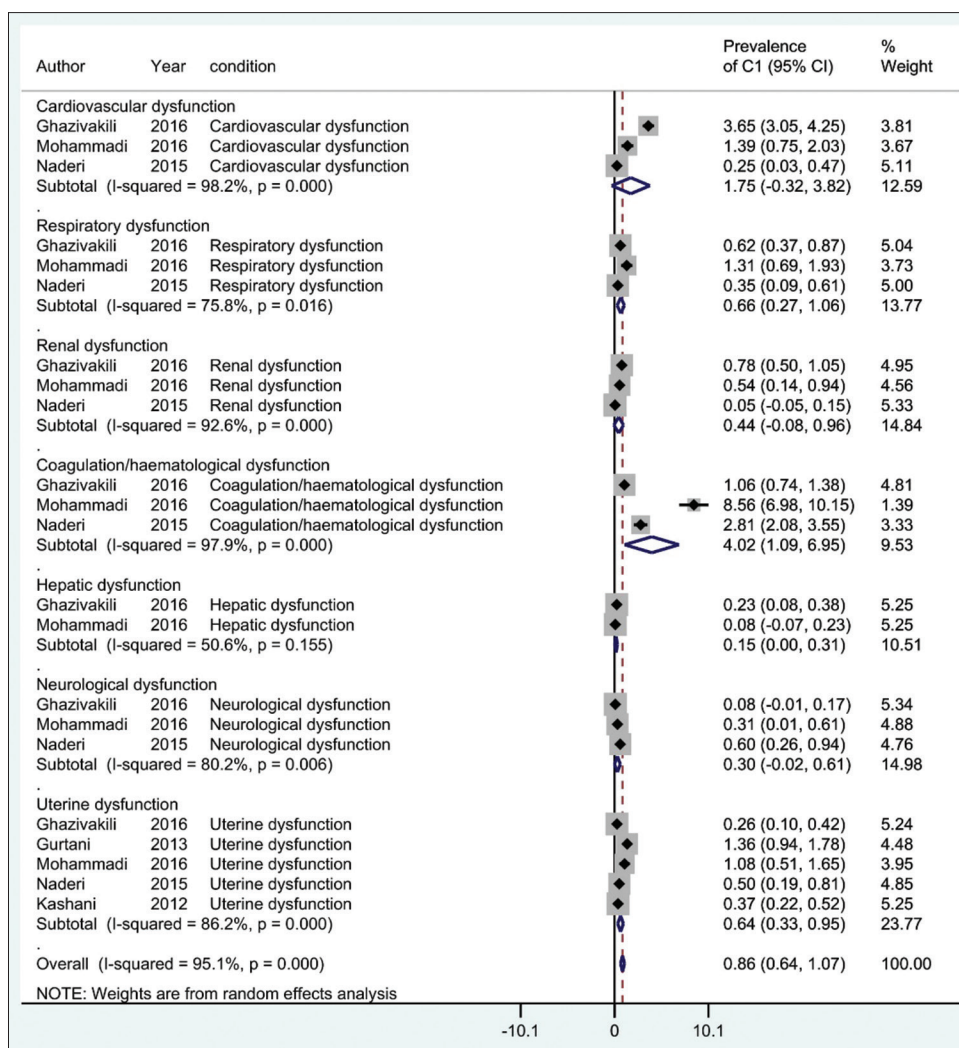 Prevalence %
Author Year condition of C1 (95% CI) Weight
Cardiovascular dysfunction
Ghazivakili 2016 Cardiovascular dysfunction 3.65 (3.05, 4.25) 3.81
Mohammadi 2016 Cardiovascular dysfunction 1.39 (0.75, 2.03) 3.67
Naderi 2015 Cardiovascular dysfunction 0.25 (0.03, 0.47) 5.11
Subtotal (I-squared = 98.2%, p = 0.000) 1.75 (-0.32, 3.82) 12.59
.
Respiratory dysfunction
Ghazivakili 2016 Respiratory dysfunction 0.62 (0.37, 0.87) 5.04
Mohammadi 2016 Respiratory dysfunction 1.31 (0.69, 1.93) 3.73
Naderi 2015 Respiratory dysfunction 0.35 (0.09, 0.61) 5.00
Subtotal (I-squared = 75.8%, p = 0.016) 0.66 (0.27, 1.06) 13.77
.
Renal dysfunction
Ghazivakili 2016 Renal dysfunction 0.78 (0.50, 1.05) 4.95
Mohammadi 2016 Renal dysfunction 0.54 (0.14, 0.94) 4.56
Naderi 2015 Renal dysfunction 0.05 (-0.05, 0.15) 5.33
Subtotal (I-squared = 92.6%, p = 0.000) 0.44 (-0.08, 0.96) 14.84
.
Coagulation/haematological dysfunction
Ghazivakili 2016 Coagulation/haematological dysfunction 1.06 (0.74, 1.38) 4.81
Mohammadi 2016 Coagulation/haematological dysfunction 8.56 (6.98, 10.15) 1.39
Naderi 2015 Coagulation/haematological dysfunction 2.81 (2.08, 3.55) 3.33
Subtotal (I-squared = 97.9%, p = 0.000) 4.02 (1.09, 6.95) 9.53
.
Hepatic dysfunction
Ghazivakili 2016 Hepatic dysfunction 0.23 (0.08, 0.38) 5.25
Mohammadi 2016 Hepatic dysfunction 0.08 (-0.07, 0.23) 5.25
Subtotal (I-squared = 50.6%, p = 0.155) 0.15 (0.00, 0.31) 10.51
.
Neurological dysfunction
Ghazivakili 2016 Neurological dysfunction 0.08 (-0.01, 0.17) 5.34
Mohammadi 2016 Neurological dysfunction 0.31 (0.01, 0.61) 4.88
Naderi 2015 Neurological dysfunction 0.60 (0.26, 0.94) 4.76
Subtotal (I-squared = 80.2%, p = 0.006) 0.30 (-0.02, 0.61) 14.98
.
Uterine dysfunction
Ghazivakili 2016 Uterine dysfunction 0.26 (0.10, 0.42) 5.24
Gurtani 2013 Uterine dysfunction 1.36 (0.94, 1.78) 4.48
Mohammadi 2016 Uterine dysfunction 1.08 (0.51, 1.65) 3.95
Naderi 2015 Uterine dysfunction 0.50 (0.19, 0.81) 4.85
Kashani 2012 Uterine dysfunction 0.37 (0.22, 0.52) 5.25
Subtotal (I-squared = 86.2%, p = 0.000) 0.64 (0.33, 0.95) 23.77
.
Overall (I-squared = 95.1%, p = 0.000) 0.86 (0.64, 1.07) 100.00
NOTE: Weights are from random effects analysis
-10.1 0 10.1